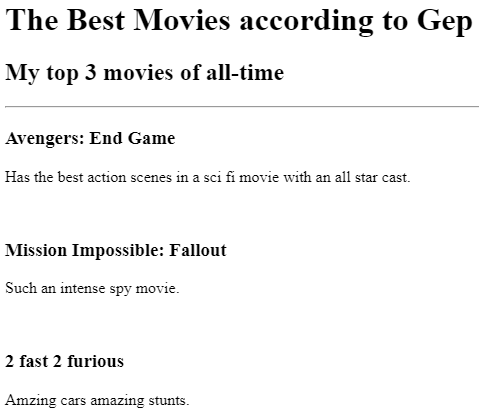 The Best Movies according to Gep
My top 3 movies of all-time
Avengers: End Game
Has the best action scenes in a sci fi movie with an all star cast.
Mission Impossible: Fallout
Such an intense spy movie.
2 fast 2 furious
Amzing cars amazing stunts.